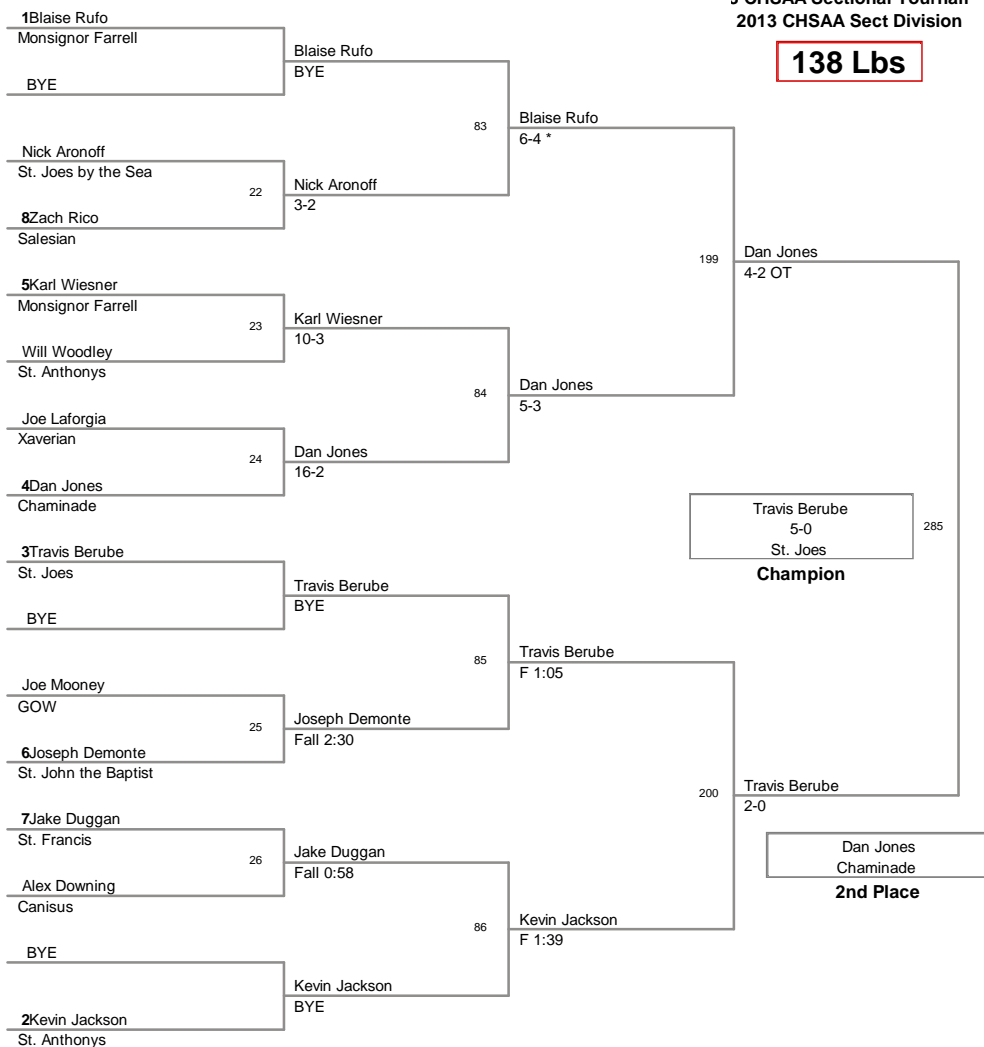 J CHSAA Sectional
2013 CHSAA Sect Division
138 Lbs
1Blaise Rufo
Monsignor Farrell
BYE
Nick Aronoff
St. Joes by the Sea
8Zach Rico
Salesian
5Karl Wiesner
Monsignor Farrell
Will Woodley
St. Anthonys
Joe Laforgia
Xaverian
4Dan Jones
Chaminade
3Travis Berube
St. Joes
BYE
Joe Mooney
GOW
6Joseph Demonte
St. John the Baptist
7Jake Duggan
St. Francis
Alex Downing
Canisus
BYE
2Kevin Jackson
St. Anthonys
22
23
24
25
26
Blaise Rufo
BYE
Nick Aronoff
3-2
Karl Wiesner
10-3
Dan Jones
16-2
Travis Berube
BYE
Joseph Demonte
Fall 2:30
Jake Duggan
Fall 0:58
Kevin Jackson
BYE
83
84
85
86
Blaise Rufo
6-4 *
Dan Jones
5-3
Travis Berube
F 1:05
Kevin Jackson
F 1:39
199
200
Dan Jones
4-2 OT
Travis Berube
2-0
285
Travis Berube
5-0
St. Joes
Champion
Dan Jones
Chaminade
2nd Place